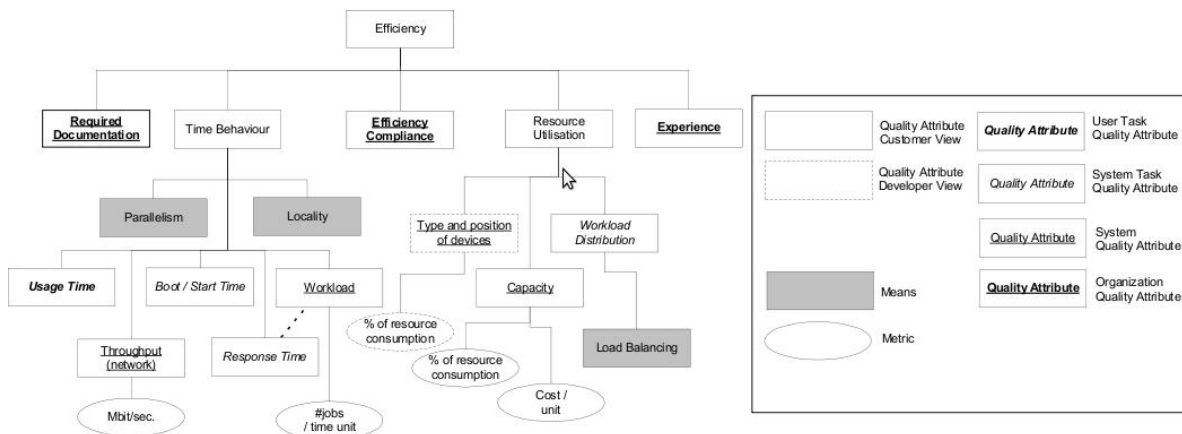 Efficiency
Required
Documentation
Time Behaviour
Efficiency
Compliance
Resource
Utilisation
Experience
Parallelism
Locality
Type and position
of devices
Workload
Distribution
Usage Time
Boot / Start Time
Workload
Capacity
% of resource
consumption
Throughput
(network)
Response Time
% of resource
consumption
Load Balancing
Mbit/sec.
#jobs
/ time unit
Cost /
unit
Quality Attribute
Customer View
Quality Attribute
Developer View
Means
Metric
Quality Attribute
User Task
Quality Attribute
Quality Attribute
System Task
Quality Attribute
Quality Attribute
System
Quality Attribute
Quality Attribute
Organization
Quality Attribute